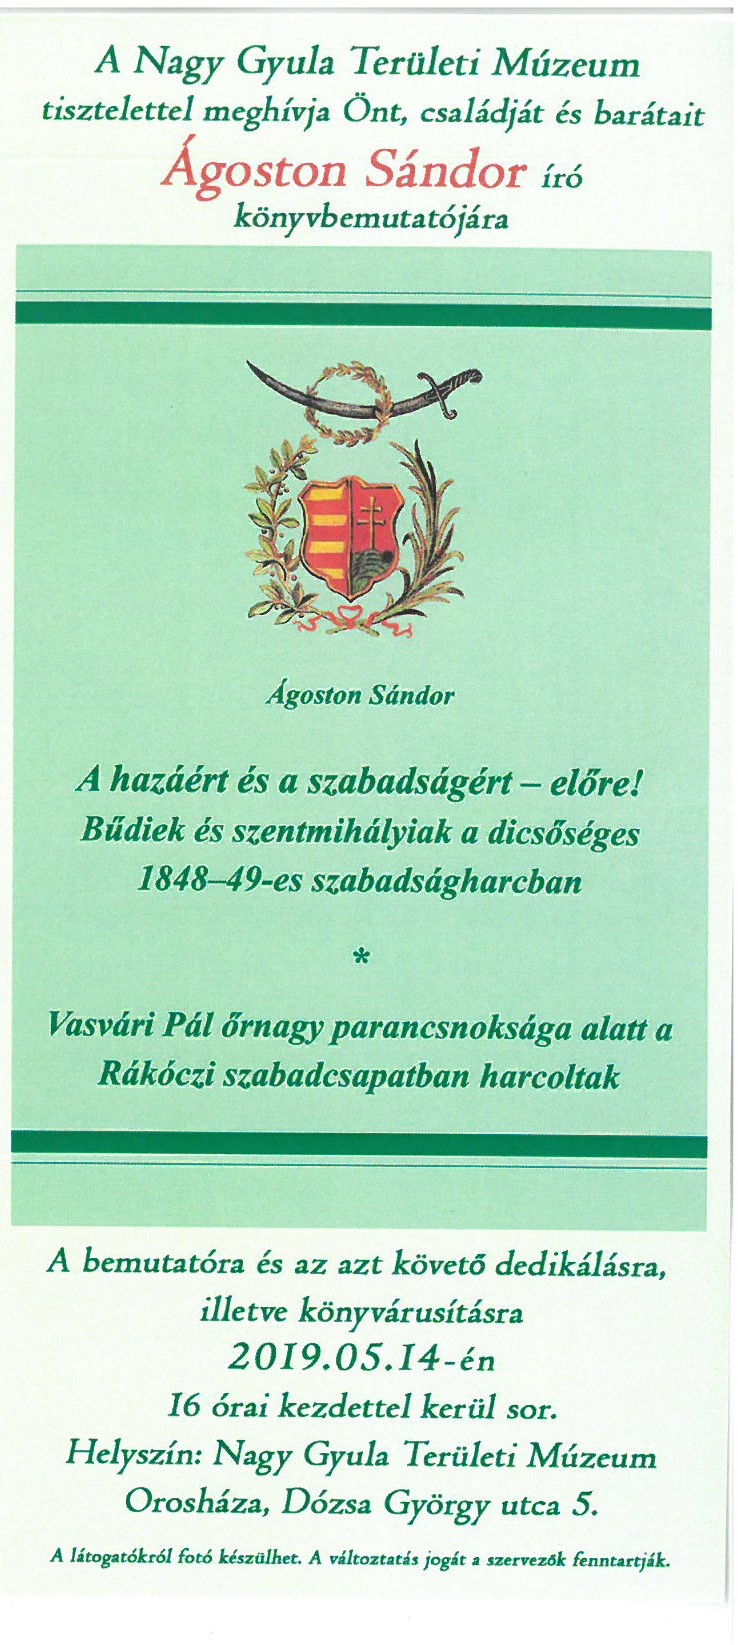 A Nagy Gyula Területi Múzeum
tisztelettel meghívja Önt, családját és barátait
Ágoston Sándor író
könyvbemutatójára
Ágoston Sándor
A hazáért és a szabadságért – előre!
Bűdiek és szentmihályiak a dicsőséges
1848–49-es szabadságharcban
*
Vasvári Pál őrnagy parancsnoksága alatt a
Rákóczi szabadcsapatban harcoltak
A bemutatóra és az azt követő dedikálásra,
illetve könyvárusításra
2019.05.14-én
16 órai kezdettel kerül sor.
Helyszín: Nagy Gyula Területi Múzeum
Orosháza, Dózsa György utca 5.
A látogatókról fotó készülhet. A változtatás jogát a szervezők fenntartják.